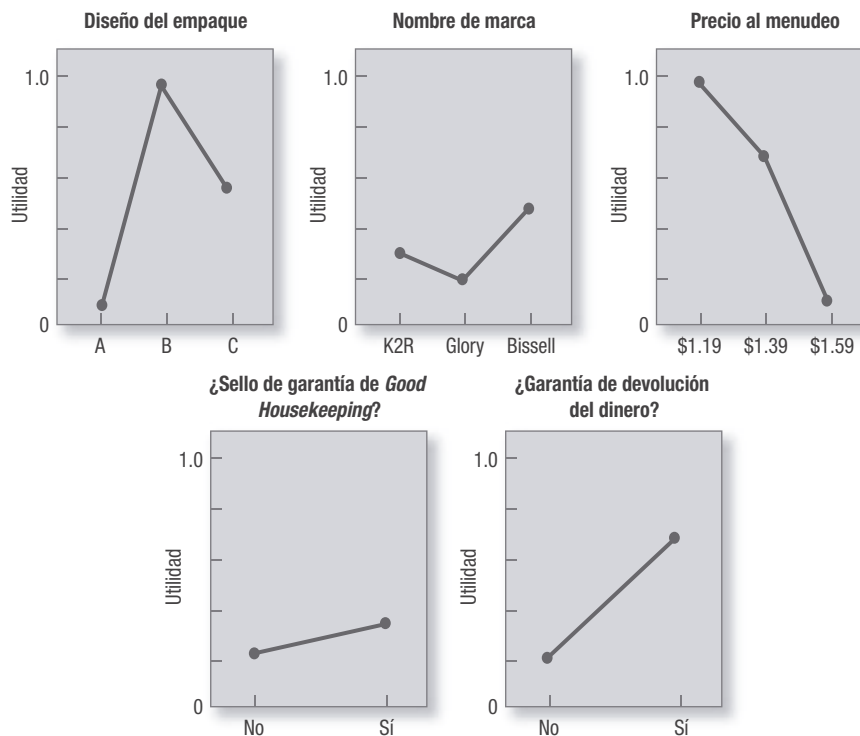 Diseño del empaque
1.0
Utilidad
0
A B C
Nombre de marca
1.0
Utilidad
0
K2R Glory Bissell
Precio al menudeo
1.0
Utilidad
0
$1.19 $1.39 $1.59
¿Sello de garantía de Good
Housekeeping?
1.0
Utilidad
0
No Sí
¿Garantía de devolución
del dinero?
1.0
Utilidad
0
No Sí